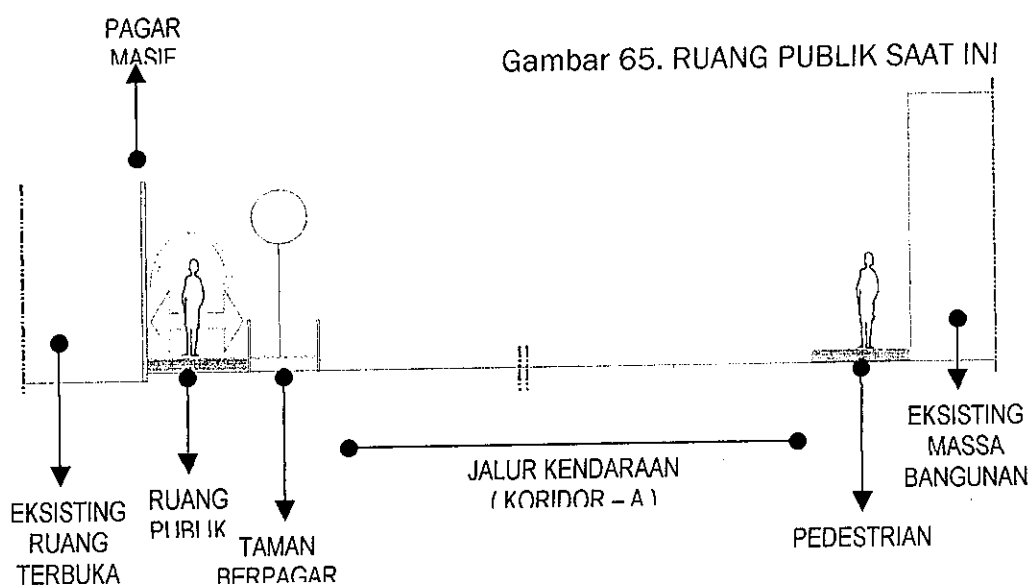 PAGAR
MASIF
Gambar 65. RUANG PUBLIK SAAT INI
EKSISTING
RUANG
TERBUKA
RUANG
PUBLIK
TAMAN
BERPAGAR
JALUR KENDARAAN
( KORIDOR – A )
PEDESTRIAN
EKSISTING
MASSA
BANGUNAN